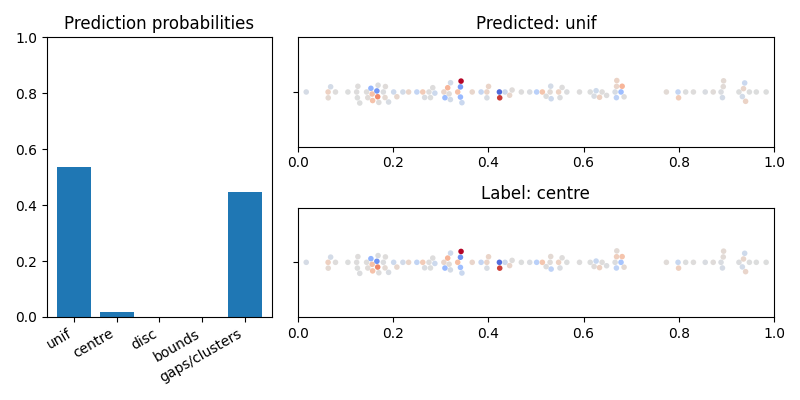 Prediction probabilities
1.0
0.8
0.6
0.4
0.2
0.0
unif
centre
disc
bounds
gaps/clusters
Predicted: unif
0.0 0.2 0.4 0.6 0.8 1.0
Label: centre
0.0 0.2 0.4 0.6 0.8 1.0